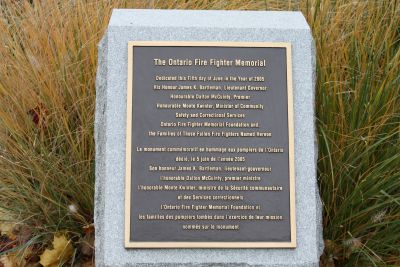 The Ontario Fire Fighter Memorial
Dedicated this Fifth day of June in the Year of 2005
His Honour James K. Bartleman, Lieutenant Governor
Honourable Dalton McGuinty, Premier
Honourable Monte Kwinter, Minister of Community
Safety and Correctional Services
Ontario Fire Fighter Memorial Foundation and
the Families of Those Fallen Fire Fighters Named Hereon
Le monument commémoratif en hommage aux pompiers de l'Ontario
dédié, le 5 juin de l'année 2005
Son honneur James K. Bartleman, lieutenant-gouverneur
l'honorable Dalton McGuinty, premier ministre
l'honorable Monte Kwinter, ministre de la Sécurité communautaire
et des Services correctionnels
l'Ontario Fire Fighter Memorial Foundation et
les familles des pompiers tombés dans l'exercice de leur mission
nommés sur le monument